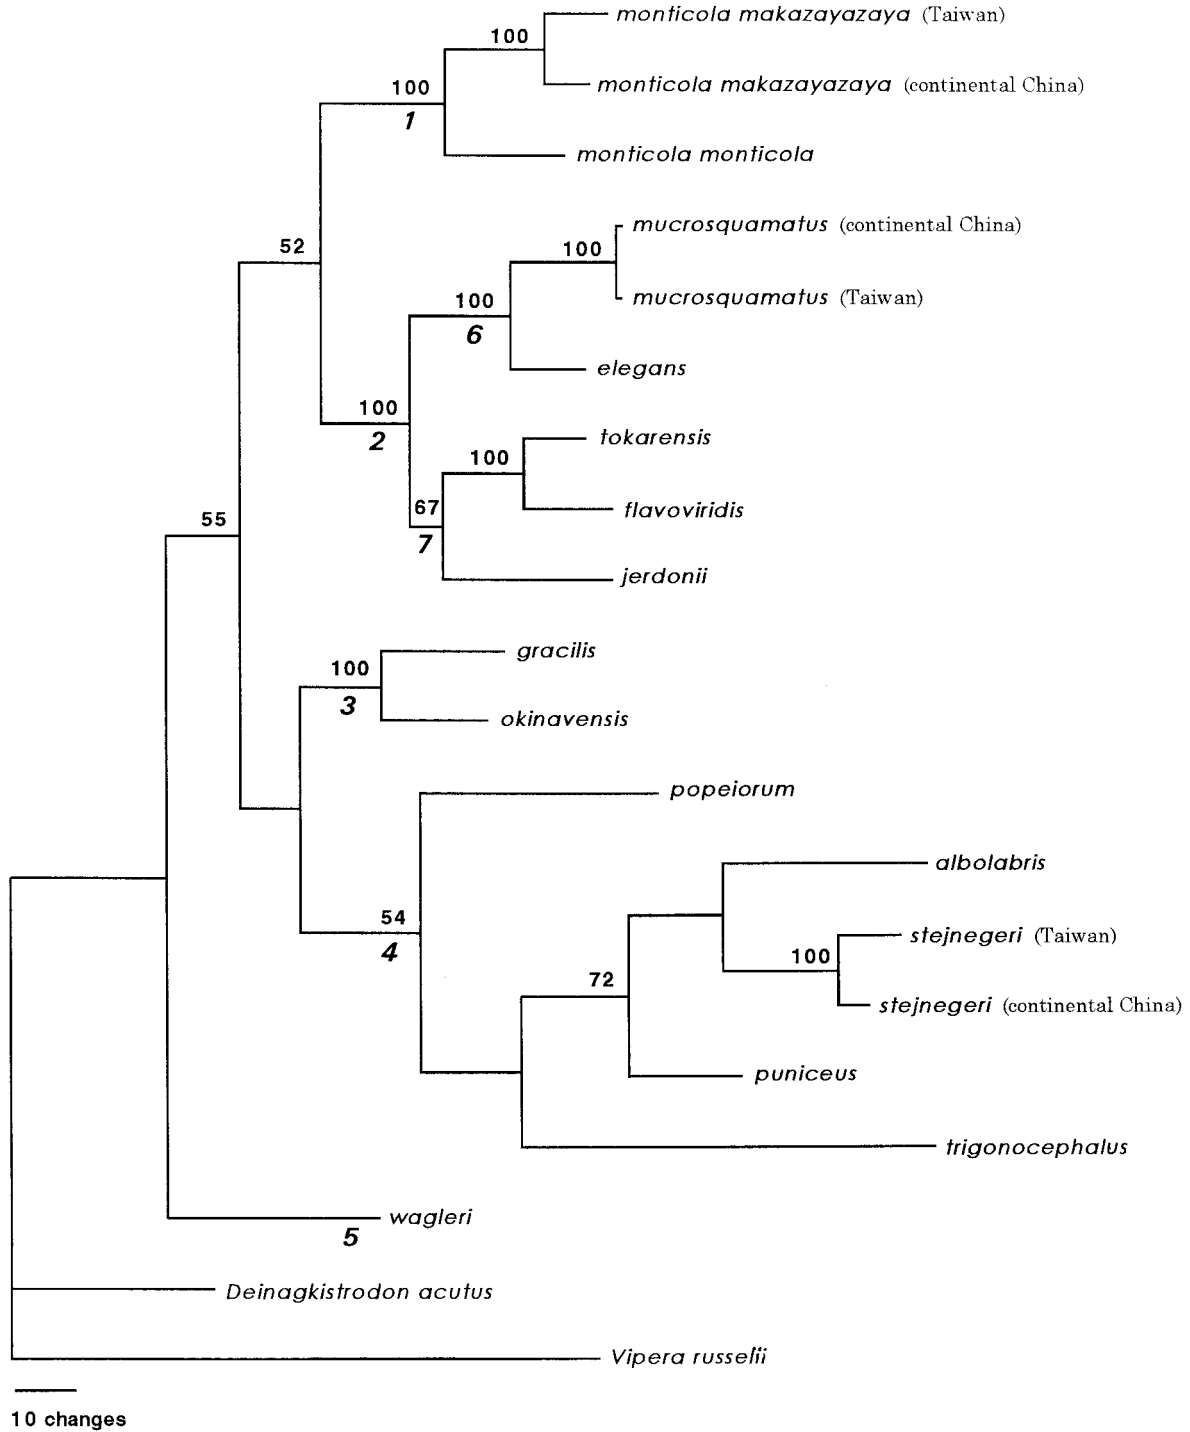 monticola makazayazaya (Taiwan)
100
monticola makazayazaya (continental China)
100
1
monticola monticola
mucrosquamatus (continental China)
52
100
mucrosquamatus (Taiwan)
100
6
elegans
100
2
tokarensis
100
flavoviridis
67
7
55
jerdonii
gracilis
100
3
okinavensis
popeiorum
albolabris
54
4
stejnegeri (Taiwan)
100
72
stejnegeri (continental China)
puniceus
trigonocephalus
wagleri
5
Deinagkistrodon acutus
Vipera russelii
10 changes